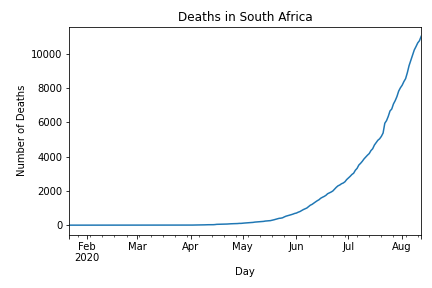 Deaths in South Africa
Number of Deaths
10000
8000
6000
4000
2000
0
Feb Mar Apr May Jun Jul Aug
2020
Day